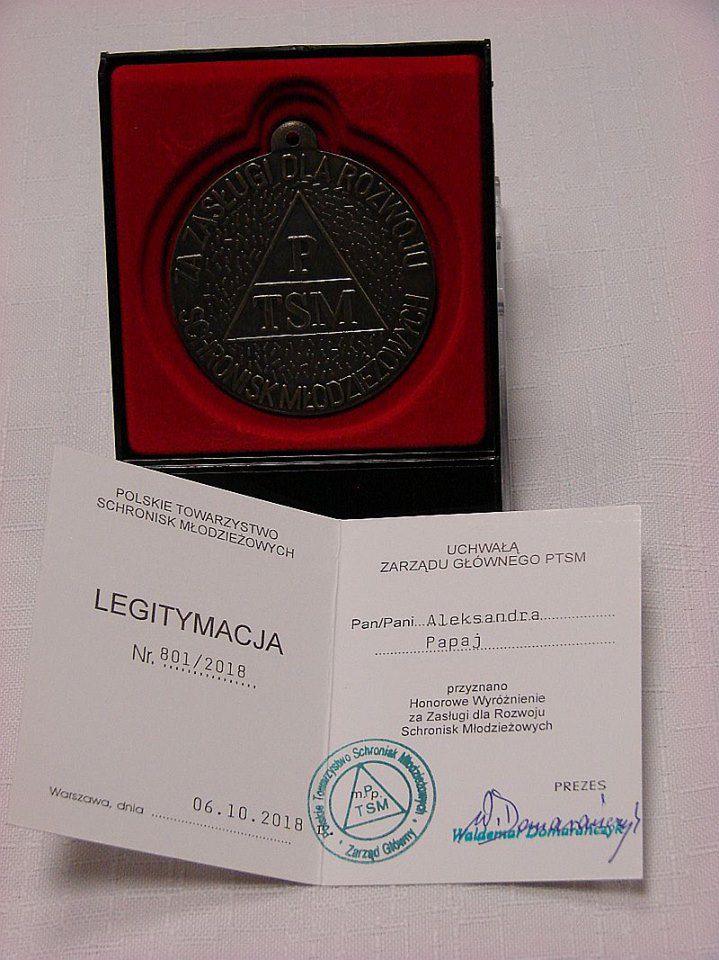 ZA ZASŁUGI DLA ROZWOJU
P
TSM
SCHRONISK MŁODZIEŻOWYCH
POLSKIE TOWARZYSTWO
SCHRONISK MŁODZIEŻOWYCH
LEGITYMACJA
Nr. 801/2018
Warszawa, dnia 06.10.2018 r.
UCHWAŁĄ
ZARZĄDU GŁÓWNEGO PTSM
Pan/Pani...Aleksandra
Papaj
przyznano
Honorowe Wyróżnienie
za Zasługi dla Rozwoju
Schronisk Młodzieżowych
Polskie Towarzystwo Schronisk Młodzieżowych
P
m.p.
TSM
Zarząd Główny
PREZES
W. Domarańczyk
Waldemar Domarańczyk